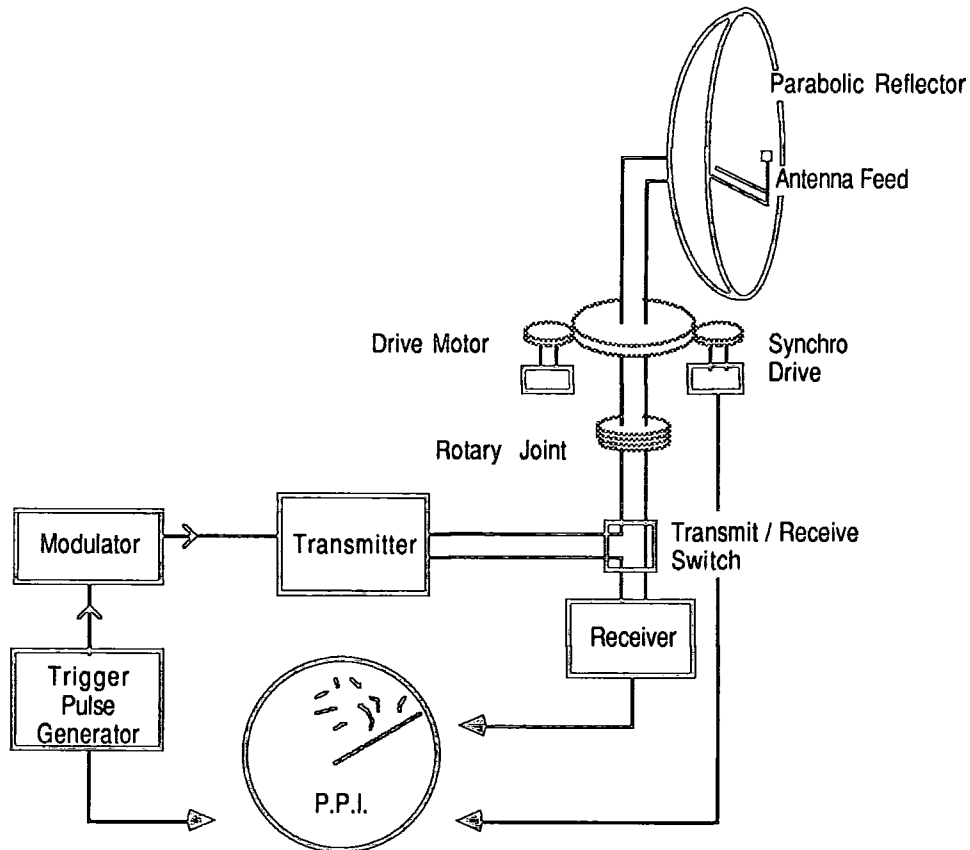 Parabolic Reflector
Antenna Feed
Drive Motor
Synchro
Drive
Rotary Joint
Modulator
Transmitter
Transmit / Receive
Switch
Receiver
Trigger
Pulse
Generator
P.P.I.